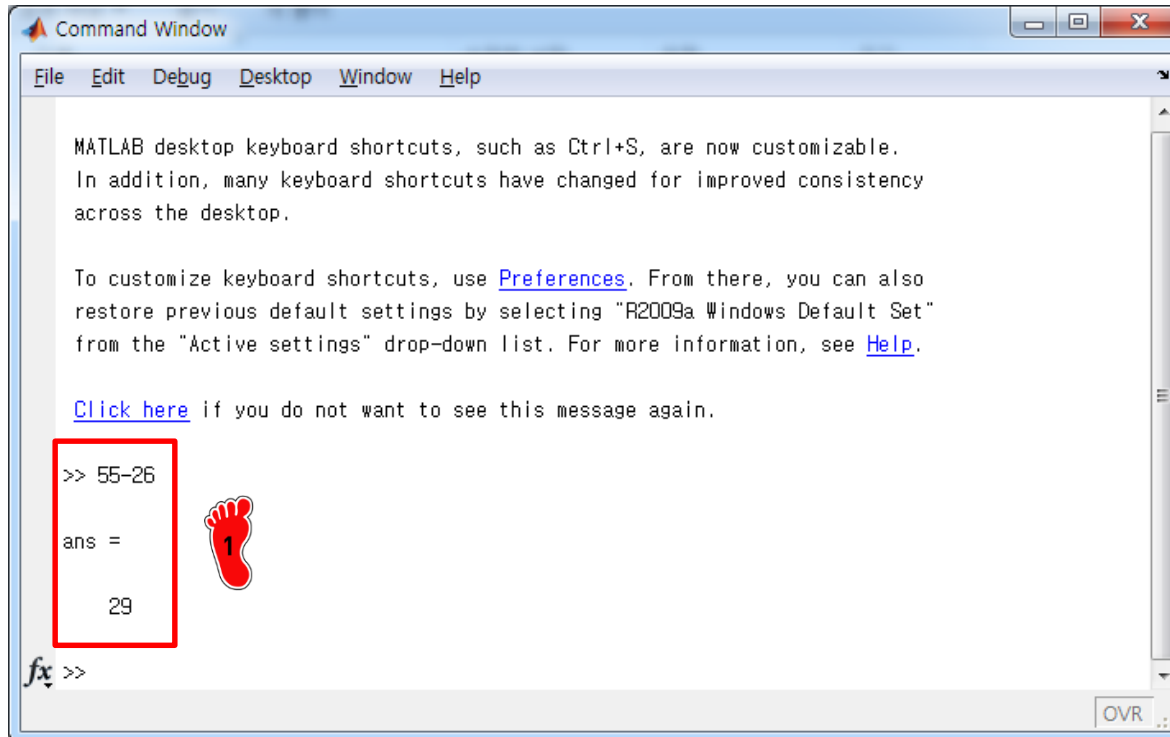 Command Window
File Edit Debug Desktop Window Help
MATLAB desktop keyboard shortcuts, such as Ctrl+S, are now customizable.
In addition, many keyboard shortcuts have changed for improved consistency
across the desktop.
To customize keyboard shortcuts, use Preferences. From there, you can also
restore previous default settings by selecting "R2009a Windows Default Set"
from the "Active settings" drop-down list. For more information, see Help.
Click here if you do not want to see this message again.
>> 55-26
ans =
1
29
fx >>
OVR